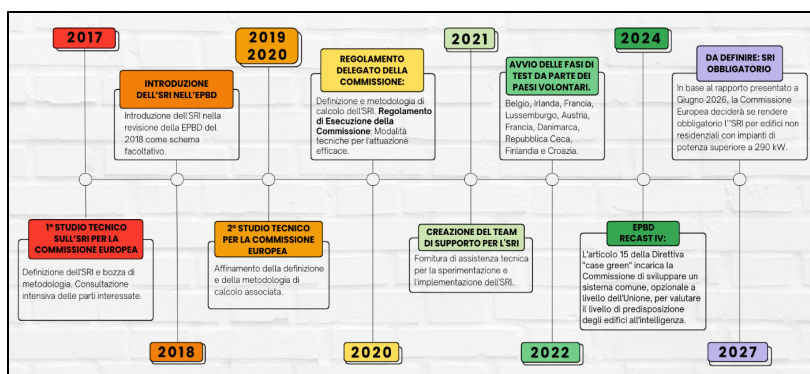 2017
1° STUDIO TECNICO
SULL'SRI PER LA
COMMISSIONE EUROPEA
Definizione dell'SRI e bozza di
metodologia. Consultazione
intensiva delle parti interessate.
INTRODUZIONE
DELL'SRI NELL'EPBD
Introduzione dell'SRI nella
revisione della EPBD del
2018 come schema
facoltativo.
2018
2019
2020
2° STUDIO TECNICO
PER LA COMMISSIONE
EUROPEA
Affinamento della definizione
e della metodologia di
calcolo associata.
REGOLAMENTO
DELEGATO DELLA
COMMISSIONE:
Definizione e metodologia di
calcolo dell'SRI. Regolamento
di Esecuzione della
Commissione: Modalità
tecniche per l'attuazione
efficace.
2020
2021
CREAZIONE DEL TEAM
DI SUPPORTO PER L'SRI
Fornitura di assistenza tecnica
per la sperimentazione e
l'implementazione dell'SRI.
AVVIO DELLE FASI DI
TEST DA PARTE DEI
PAESI VOLONTARI.
Belgio, Irlanda, Francia,
Lussemburgo, Austria,
Francia, Danimarca,
Repubblica Ceca,
Finlandia e Croazia.
2022
2024
EPBD
RECAST IV:
L'articolo 15 della Direttiva
"case green" incarica la
Commissione di sviluppare un
sistema comune, opzionale a
livello dell'Unione, per valutare
il livello di predisposizione
degli edifici all'intelligenza.
DA DEFINIRE: SRI
OBBLIGATORIO
In base al rapporto presentato a
Giugno 2026, la Commissione
Europea deciderà se rendere
obbligatorio l'"SRI per edifici non
residenziali con impianti di
potenza superiore a 290 kW.
2027